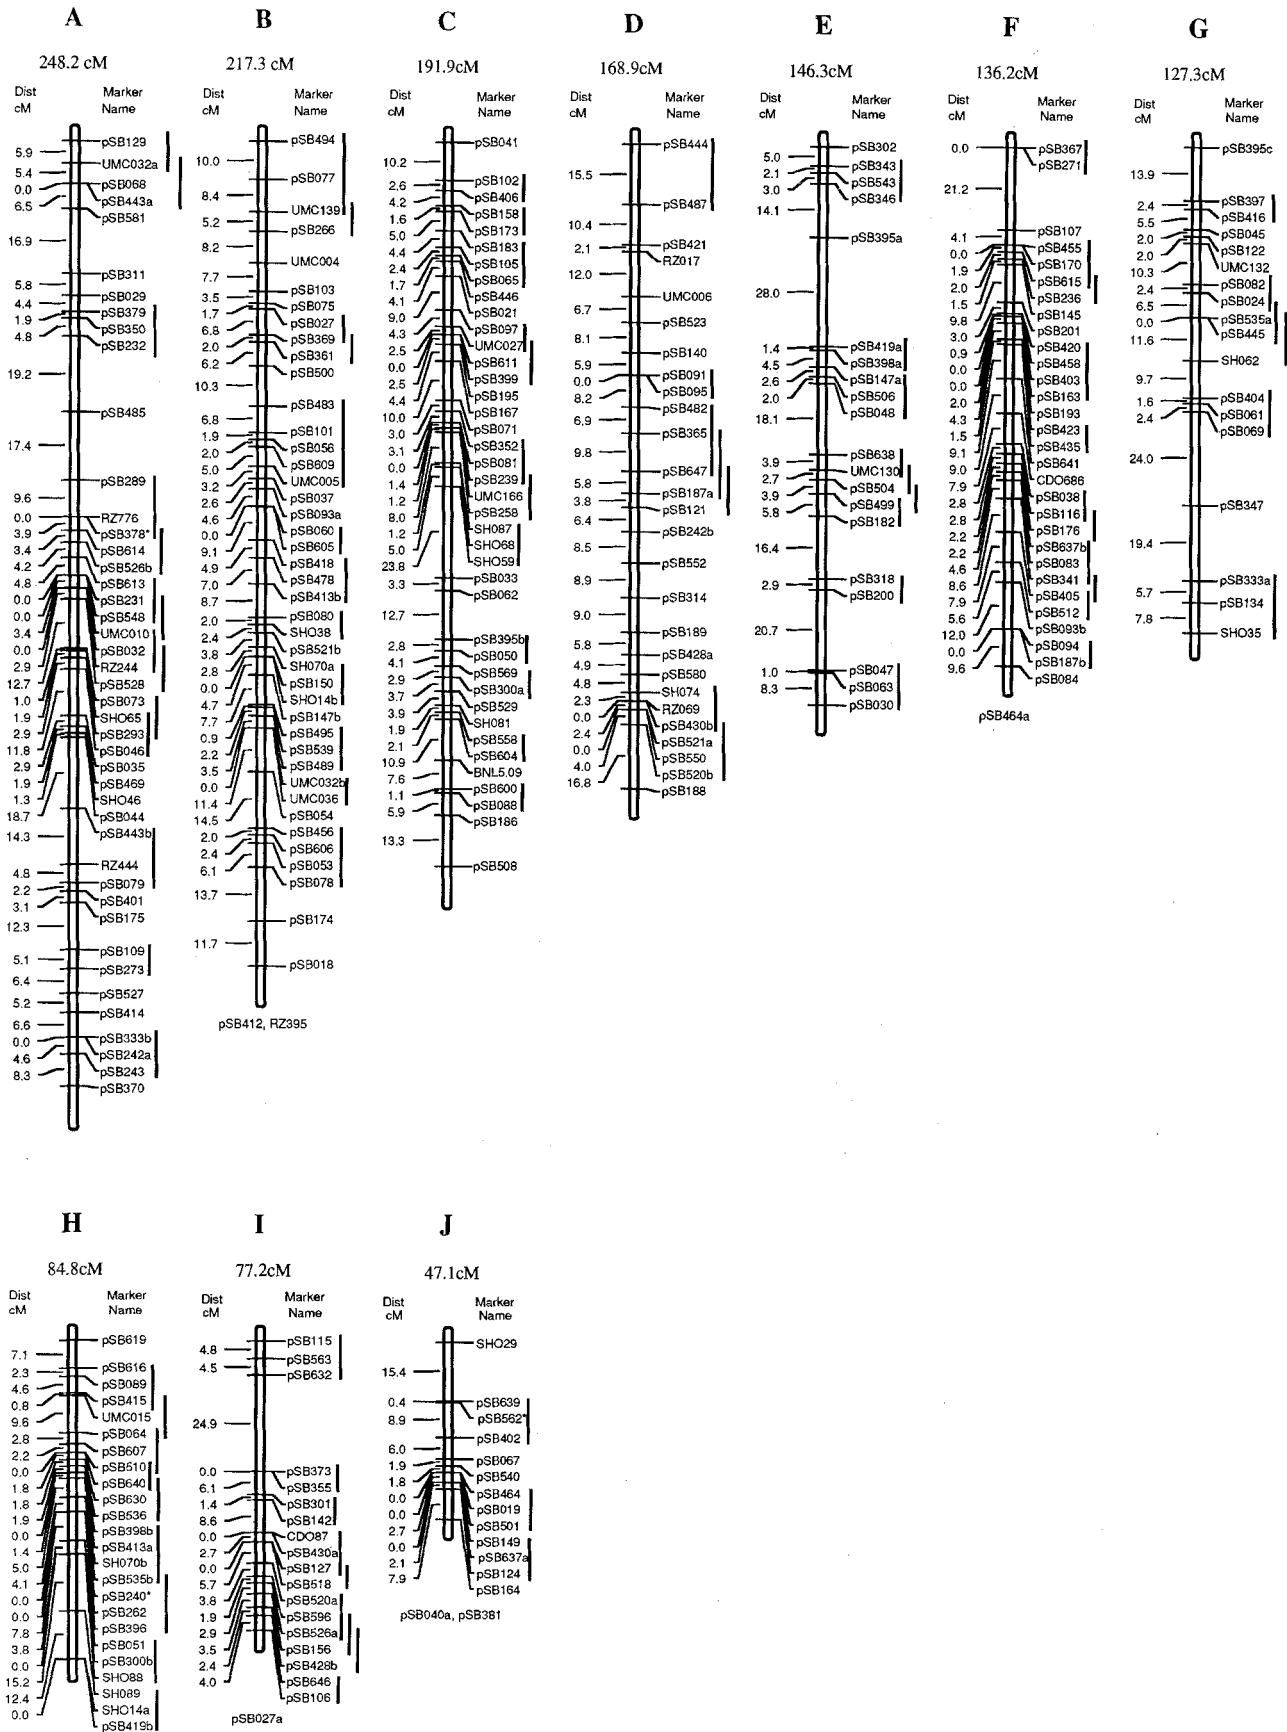 A
248.2 cM
Dist Marker
cM Name
pSB129
5.9
UMC032a
5.4
0.0 pSB068
6.5 pSB443a
pSB581
16.9
pSB311
5.8
pSB029
4.4
pSB379
1.9 pSB350
4.8 pSB232
19.2
pSB485
17.4
pSB289
9.6
0.0 RZ776
3.9 pSB378*
3.4 pSB614
4.2 pSB526b
4.8 pSB613
0.0 pSB231
0.0 pSB548
3.4 UMC010
0.0 pSB032
2.9 RZ244
12.7 pSB528
1.0 pSB073
1.9 SHO65
2.9 pSB293
11.8 pSB046
2.9 pSB035
1.9 pSB469
1.3 SHO46
18.7 pSB044
14.3 pSB443b
RZ444
4.8
pSB079
2.2 pSB401
3.1 pSB175
12.3
pSB109
5.1
pSB273
6.4
pSB527
5.2
pSB414
6.6
0.0 pSB333b
4.6 pSB242a
8.3 pSB243
pSB370
B
217.3 cM
Dist Marker
cM Name
pSB494
10.0
pSB077
8.4
UMC139
5.2
pSB266
8.2
UMC004
7.7
pSB103
3.5
pSB075
1.7
pSB027
6.8
pSB369
2.0
pSB361
6.2
pSB500
10.3
pSB483
6.8
pSB101
1.9
pSB056
2.0
pSB609
5.0
UMC005
3.2
pSB037
2.6
pSB093a
4.6
pSB060
0.0
pSB605
9.1
pSB418
4.9
pSB478
7.0
pSB413b
8.7
pSB080
2.0
SHO38
2.4
pSB521b
3.8
SH070a
2.8
pSB150
0.0
SHO14b
4.7
pSB147b
7.7
pSB495
0.9
pSB539
2.2
pSB489
3.5
UMC032b
0.0
UMC036
11.4
pSB054
14.5
pSB456
2.0
pSB606
2.4
pSB053
6.1
pSB078
13.7
pSB174
11.7
pSB018
pSB412, RZ395
C
191.9cM
Dist Marker
cM Name
pSB041
10.2
pSB102
2.6
pSB406
4.2
pSB158
1.6
pSB173
5.0
pSB183
4.4
pSB105
2.4
pSB065
1.7
pSB446
4.1
pSB021
9.0
pSB097
4.3
UMC027
2.5
pSB611
0.0
pSB399
2.5
pSB195
4.4
pSB167
10.0
pSB071
3.0
pSB352
3.1
pSB081
0.0
pSB239
1.4
UMC166
1.2
pSB258
8.0
SH087
1.2
SHO68
5.0
SHO59
23.8
pSB033
3.3
pSB062
12.7
pSB395b
2.8
pSB050
4.1
pSB569
2.9
pSB300a
3.7
pSB529
3.9
SH081
1.9
pSB558
2.1
pSB604
10.9
BNL5.09
7.6
pSB600
1.1
pSB088
5.9
pSB186
13.3
pSB508
D
168.9cM
Dist Marker
cM Name
pSB444
15.5
pSB487
10.4
pSB421
2.1
RZ017
12.0
UMC006
6.7
pSB523
8.1
pSB140
5.9
pSB091
0.0
pSB095
8.2
pSB482
6.9
pSB365
9.8
pSB647
5.8
pSB187a
3.8
pSB121
6.4
pSB242b
8.5
pSB552
8.9
pSB314
9.0
pSB189
5.8
pSB428a
4.9
pSB580
4.8
SH074
2.3
RZ069
0.0
pSB430b
2.4
pSB521a
0.0
pSB550
4.0
pSB520b
16.8
pSB188
E
146.3cM
Dist Marker
cM Name
pSB302
5.0
pSB343
2.1
pSB543
3.0
pSB346
14.1
pSB395a
28.0
pSB419a
1.4
pSB398a
4.5
pSB147a
2.6
pSB506
2.0
pSB048
18.1
pSB638
3.9
UMC130
2.7
pSB504
3.9
pSB499
5.8
pSB182
16.4
pSB318
2.9
pSB200
20.7
pSB047
1.0
pSB063
8.3
pSB030
F
136.2cM
Dist Marker
cM Name
0.0 pSB367
pSB271
21.2
pSB107
4.1
pSB455
0.0
pSB170
1.9
pSB615
2.0
pSB236
1.5
pSB145
9.8
pSB201
3.0
pSB420
0.9
pSB458
0.0
pSB403
0.0
pSB163
2.0
pSB193
4.3
pSB423
1.5
pSB435
9.1
pSB641
9.0
CDO686
7.9
pSB038
2.8
pSB116
2.8
pSB176
2.2
pSB637b
2.2
pSB083
4.6
pSB341
8.6
pSB405
7.9
pSB512
5.6
pSB093b
12.0
pSB094
0.0
pSB187b
9.6
pSB084
pSB464a
G
127.3cM
Dist Marker
cM Name
pSB395c
13.9
pSB397
2.4
pSB416
5.5
pSB045
2.0
pSB122
2.0
UMC132
10.3
pSB082
2.4
pSB024
6.5
pSB535a
0.0
pSB445
11.6
SH062
9.7
pSB404
1.6
pSB061
2.4
pSB069
24.0
pSB347
19.4
pSB333a
5.7
pSB134
7.8
SHO35
H
84.8cM
Dist Marker
cM Name
pSB619
7.1
pSB616
2.3
pSB089
4.6
pSB415
0.8
UMC015
9.6
pSB064
2.8
pSB607
2.2
pSB510
0.0
pSB640
1.8
pSB630
1.8
pSB536
1.9
pSB398b
0.0
pSB413a
1.4
SH070b
5.0
pSB535b
4.1
pSB240*
0.0
pSB262
0.0
pSB396
7.8
pSB051
3.8
pSB300b
0.0
SHO88
15.2
SH089
12.4
SHO14a
0.0
pSB419b
I
77.2cM
Dist Marker
cM Name
pSB115
4.8
pSB563
4.5
pSB632
24.9
pSB373
0.0
pSB355
6.1
pSB301
1.4
pSB142
8.6
CDO87
0.0
pSB430a
2.7
pSB127
0.0
pSB518
5.7
pSB520a
3.8
pSB596
1.9
pSB526a
2.9
pSB156
3.5
pSB428b
2.4
pSB646
4.0
pSB106
pSB027a
J
47.1cM
Dist Marker
cM Name
SHO29
15.4
pSB639
0.4
pSB562*
8.9
pSB402
6.0
pSB067
1.9
pSB540
1.8
pSB464
0.0
pSB019
0.0
pSB501
2.7
pSB149
0.0
pSB637a
2.1
pSB124
7.9
pSB164
pSB040a, pSB381